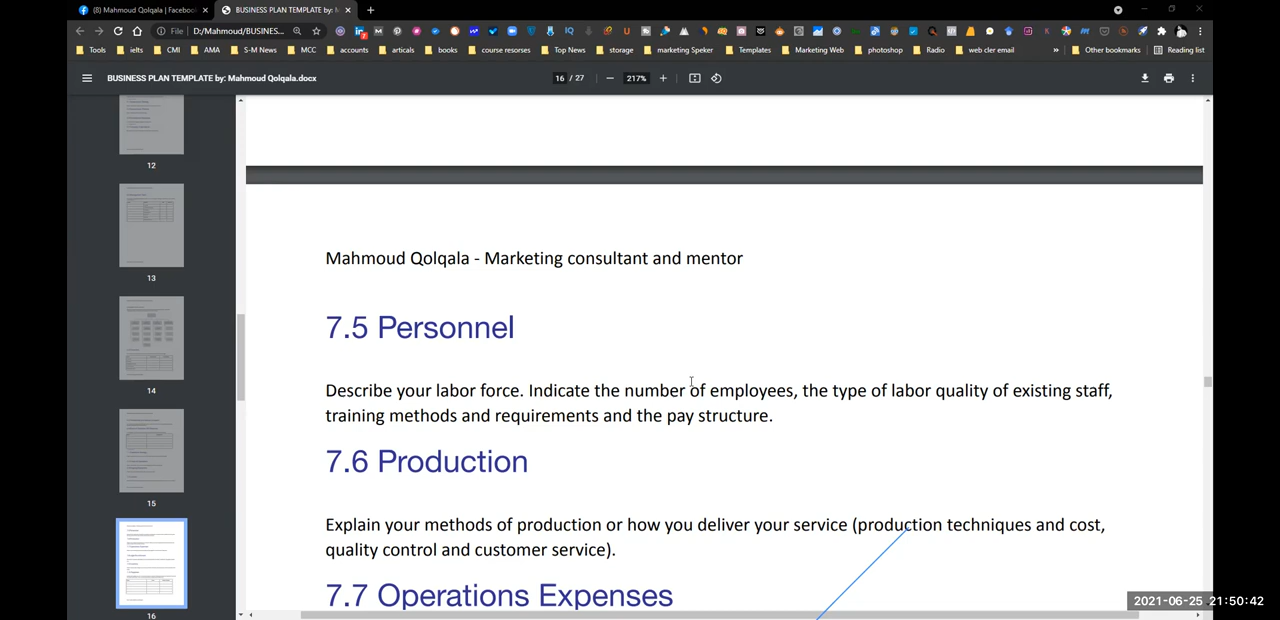 (8) Mahmoud Qolqala | Facebook
BUSINESS PLAN TEMPLATE by: M
File D:/Mahmoud/BUSINES...
Tools ielts CMI AMA S-M News MCC accounts articals books course resorses Top News storage marketing Speker Templates Marketing Web photoshop Radio web cler email » Other bookmarks Reading list
BUSINESS PLAN TEMPLATE by: Mahmoud Qolqala.docx 16 / 27 217%
12
13
14
15
16
Mahmoud Qolqala - Marketing consultant and mentor
7.5 Personnel
Describe your labor force. Indicate the number of employees, the type of labor quality of existing staff,
training methods and requirements and the pay structure.
7.6 Production
Explain your methods of production or how you deliver your service (production techniques and cost,
quality control and customer service).
7.7 Operations Expenses
2021-06-25 21:50:42